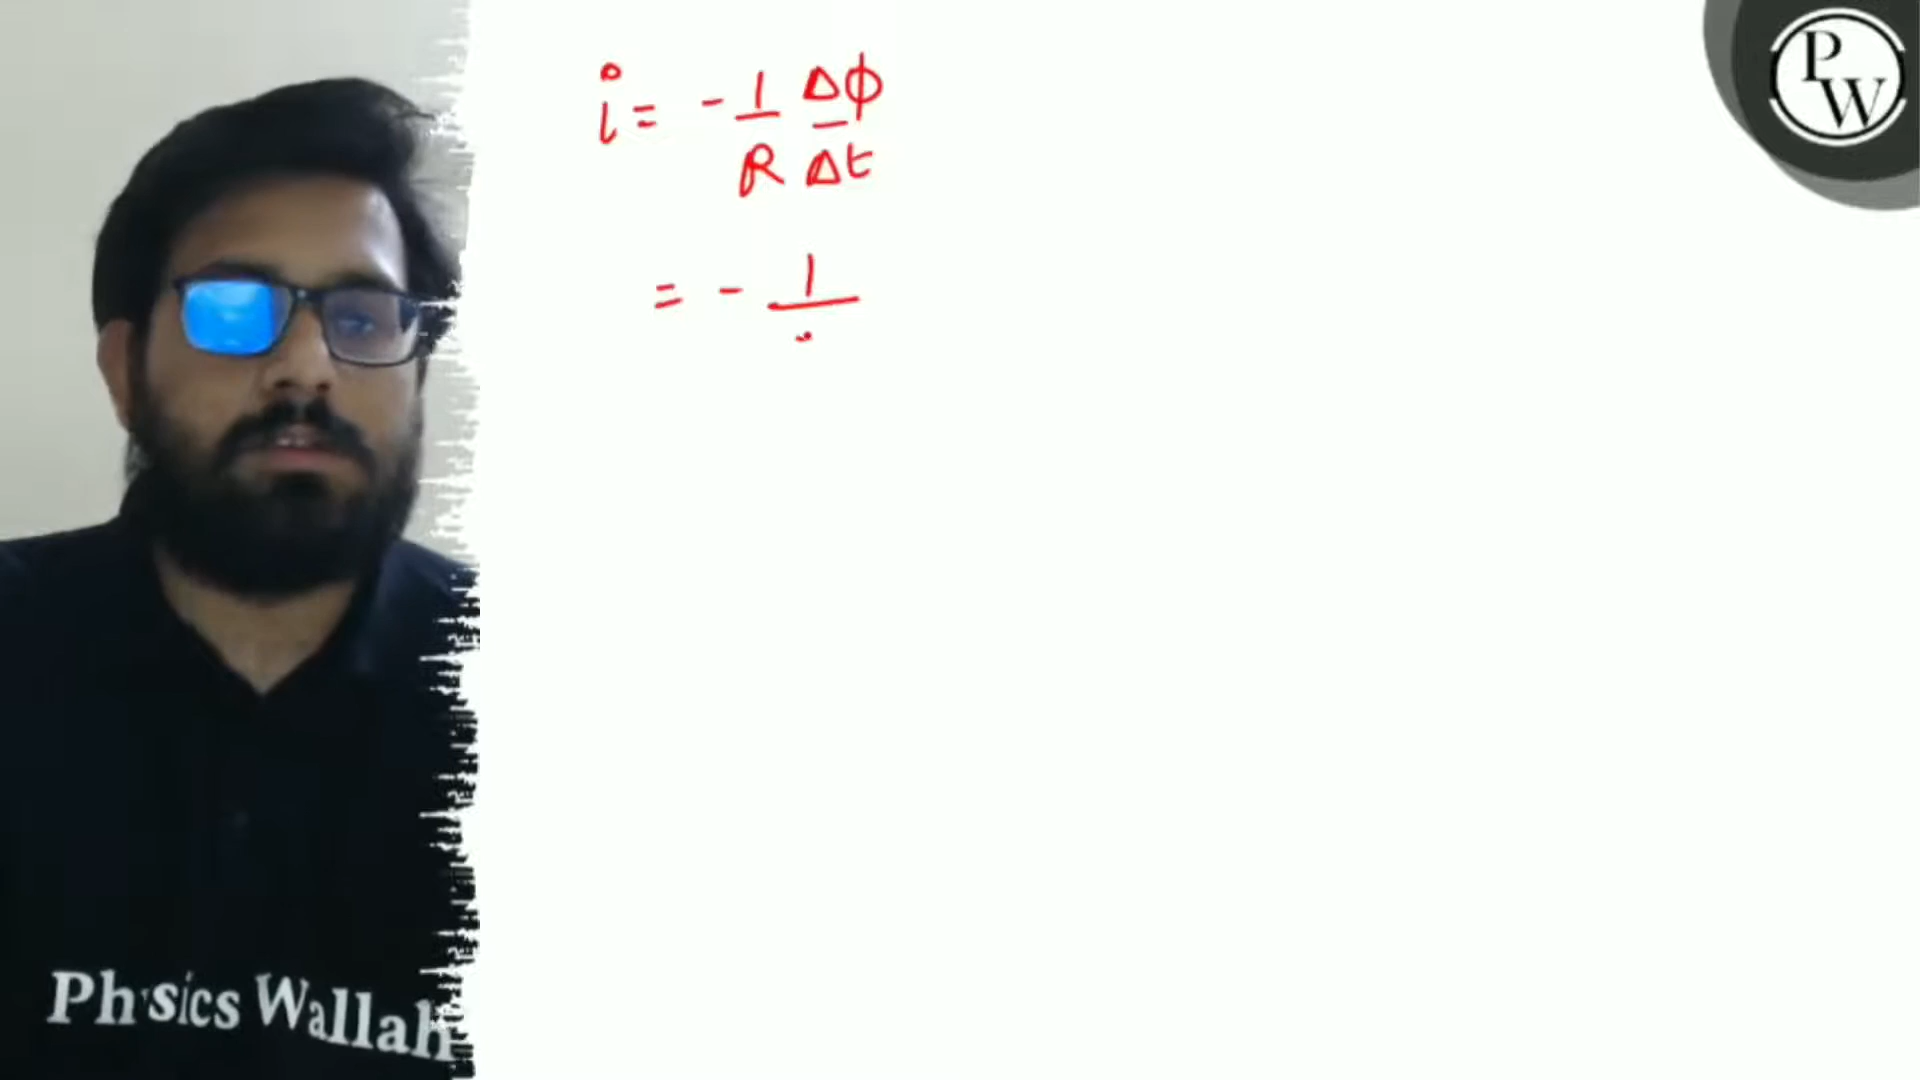 i = - 1/R Δφ/Δt
= - 1/
PW
Physics Wallah